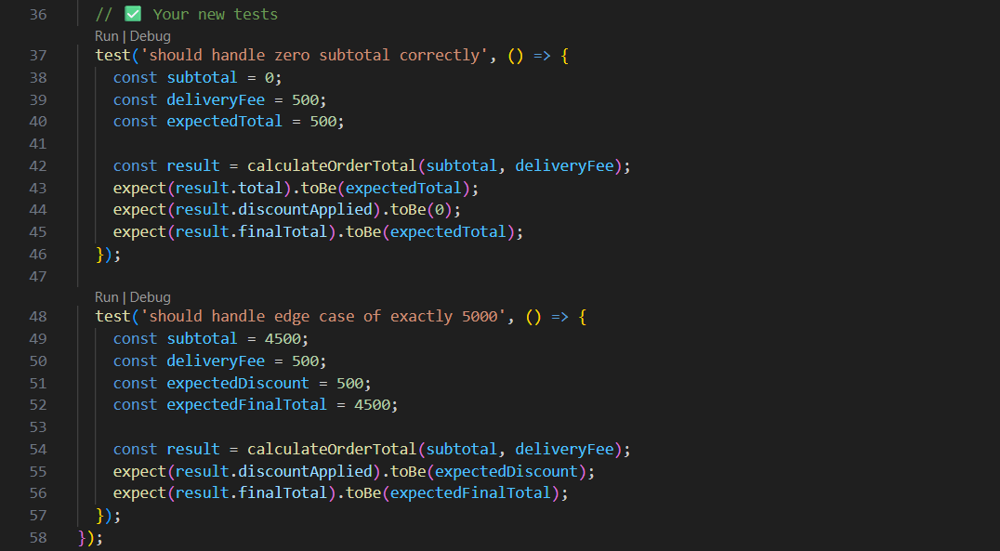 36 // ✅ Your new tests
Run | Debug
37 test('should handle zero subtotal correctly', () => {
38 const subtotal = 0;
39 const deliveryFee = 500;
40 const expectedTotal = 500;
41
42 const result = calculateOrderTotal(subtotal, deliveryFee);
43 expect(result.total).toBe(expectedTotal);
44 expect(result.discountApplied).toBe(0);
45 expect(result.finalTotal).toBe(expectedTotal);
46 });
47
Run | Debug
48 test('should handle edge case of exactly 5000', () => {
49 const subtotal = 4500;
50 const deliveryFee = 500;
51 const expectedDiscount = 500;
52 const expectedFinalTotal = 4500;
53
54 const result = calculateOrderTotal(subtotal, deliveryFee);
55 expect(result.discountApplied).toBe(expectedDiscount);
56 expect(result.finalTotal).toBe(expectedFinalTotal);
57 });
58 });